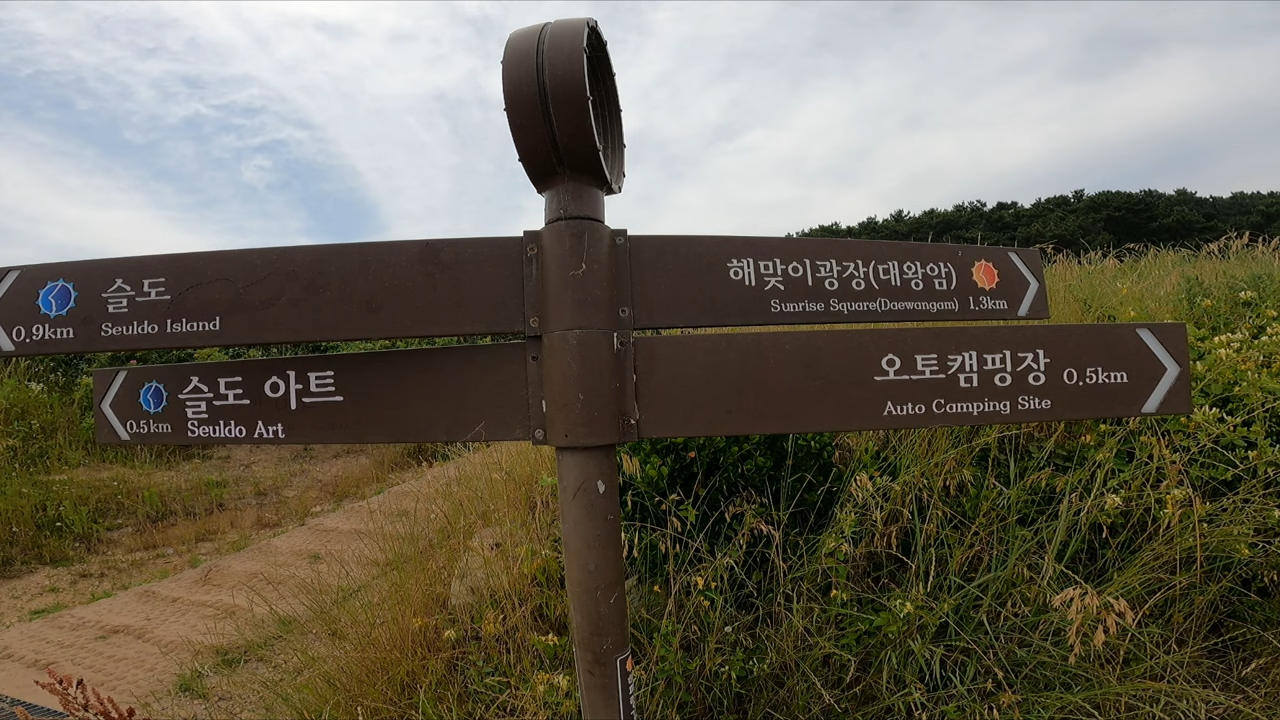 슬도
0.9km Seuldo Island
해맞이광장(대왕암)
Sunrise Square(Daewangam) 1.3km
슬도 아트
0.5km Seuldo Art
오토캠핑장 0.5km
Auto Camping Site